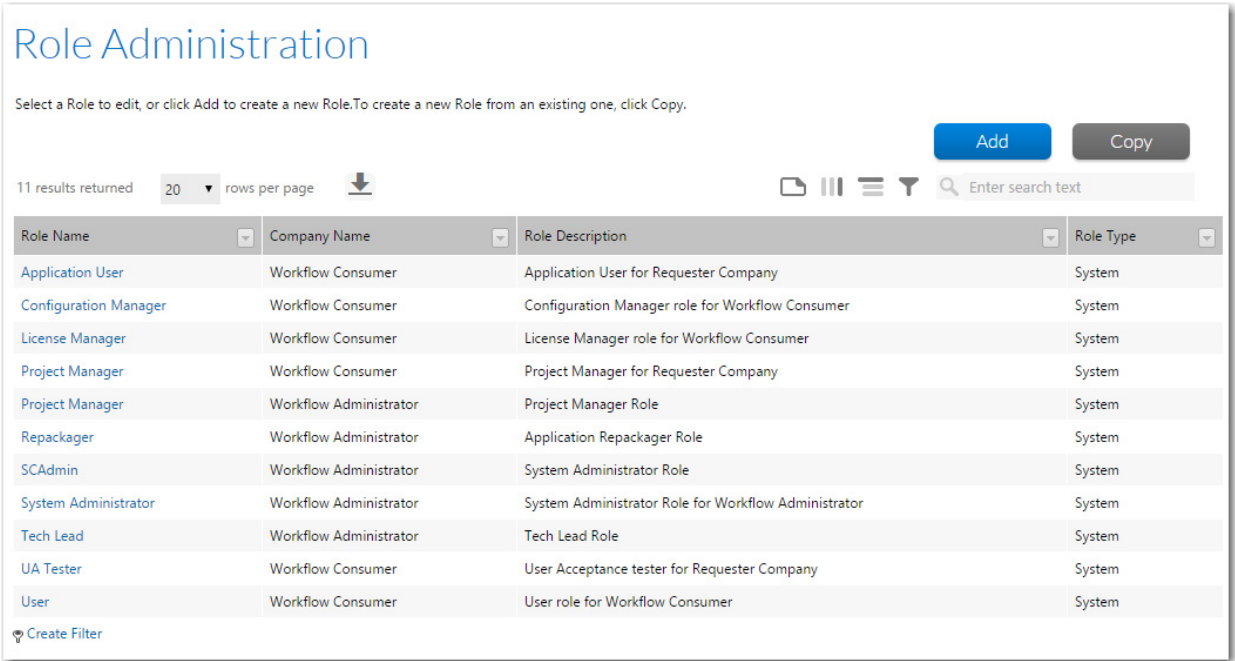 Role Administration
Select a Role to edit, or click Add to create a new Role.To create a new Role from an existing one, click Copy.
Add Copy
11 results returned 20 rows per page Enter search text
Role Name Company Name Role Description Role Type
Application User Workflow Consumer Application User for Requester Company System
Configuration Manager Workflow Consumer Configuration Manager role for Workflow Consumer System
License Manager Workflow Consumer License Manager role for Workflow Consumer System
Project Manager Workflow Consumer Project Manager for Requester Company System
Project Manager Workflow Administrator Project Manager Role System
Repackager Workflow Administrator Application Repackager Role System
SCAdmin Workflow Administrator System Administrator Role System
System Administrator Workflow Administrator System Administrator Role for Workflow Administrator System
Tech Lead Workflow Administrator Tech Lead Role System
UA Tester Workflow Consumer User Acceptance tester for Requester Company System
User Workflow Consumer User role for Workflow Consumer System
Create Filter